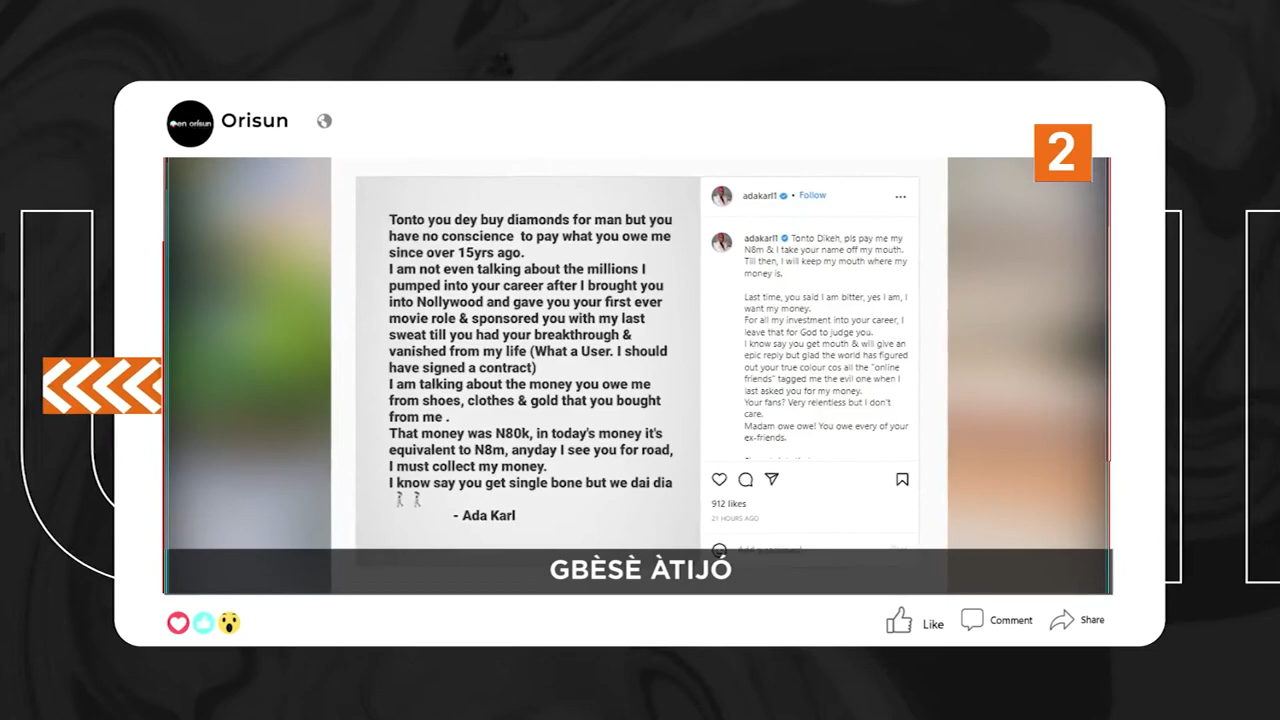 en orisun
Orisun
2
Tonto you dey buy diamonds for man but you
have no conscience to pay what you owe me
since over 15yrs ago.
I am not even talking about the millions I
pumped into your career after I brought you
into Nollywood and gave you your first ever
movie role & sponsored you with my last
sweat till you had your breakthrough &
vanished from my life (What a User. I should
have signed a contract)
I am talking about the money you owe me
from shoes, clothes & gold that you bought
from me .
That money was N80k, in today's money it's
equivalent to N8m, anyday I see you for road,
I must collect my money.
I know say you get single bone but we dai dia
- Ada Karl
adakarl1 • Follow
adakarl1 Tonto Dikeh, pls pay me my
N8m & I take your name off my mouth.
Till then, I will keep my mouth where my
money is.
Last time, you said I am bitter, yes I am, I
want my money.
For all my investment into your career, I
leave that for God to judge you.
I know say you get mouth & will give an
epic reply but glad the world has figured
out your true colour cos all the "online
friends" tagged me the evil one when I
last asked you for my money.
Your fans? Very relentless but I don't
care.
Madam owe owe! You owe every of your
ex-friends.
912 likes
21 HOURS AGO
GBÈSÈ ÀTIJÓ
Like
Comment
Share